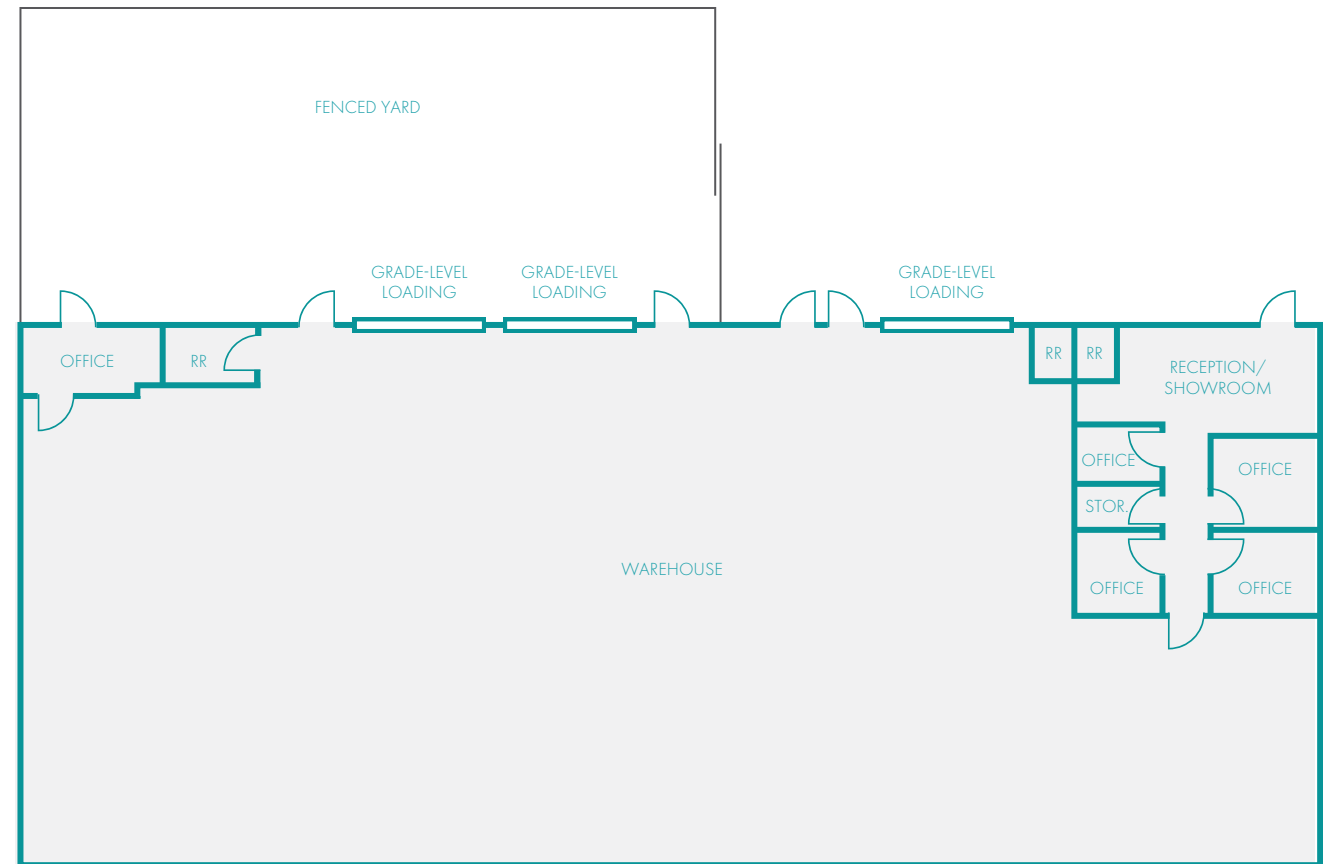 FENCED YARD
GRADE-LEVEL
LOADING
GRADE-LEVEL
LOADING
GRADE-LEVEL
LOADING
OFFICE
RR
RR
RR
RECEPTION/
SHOWROOM
OFFICE
OFFICE
STOR.
WAREHOUSE
OFFICE
OFFICE